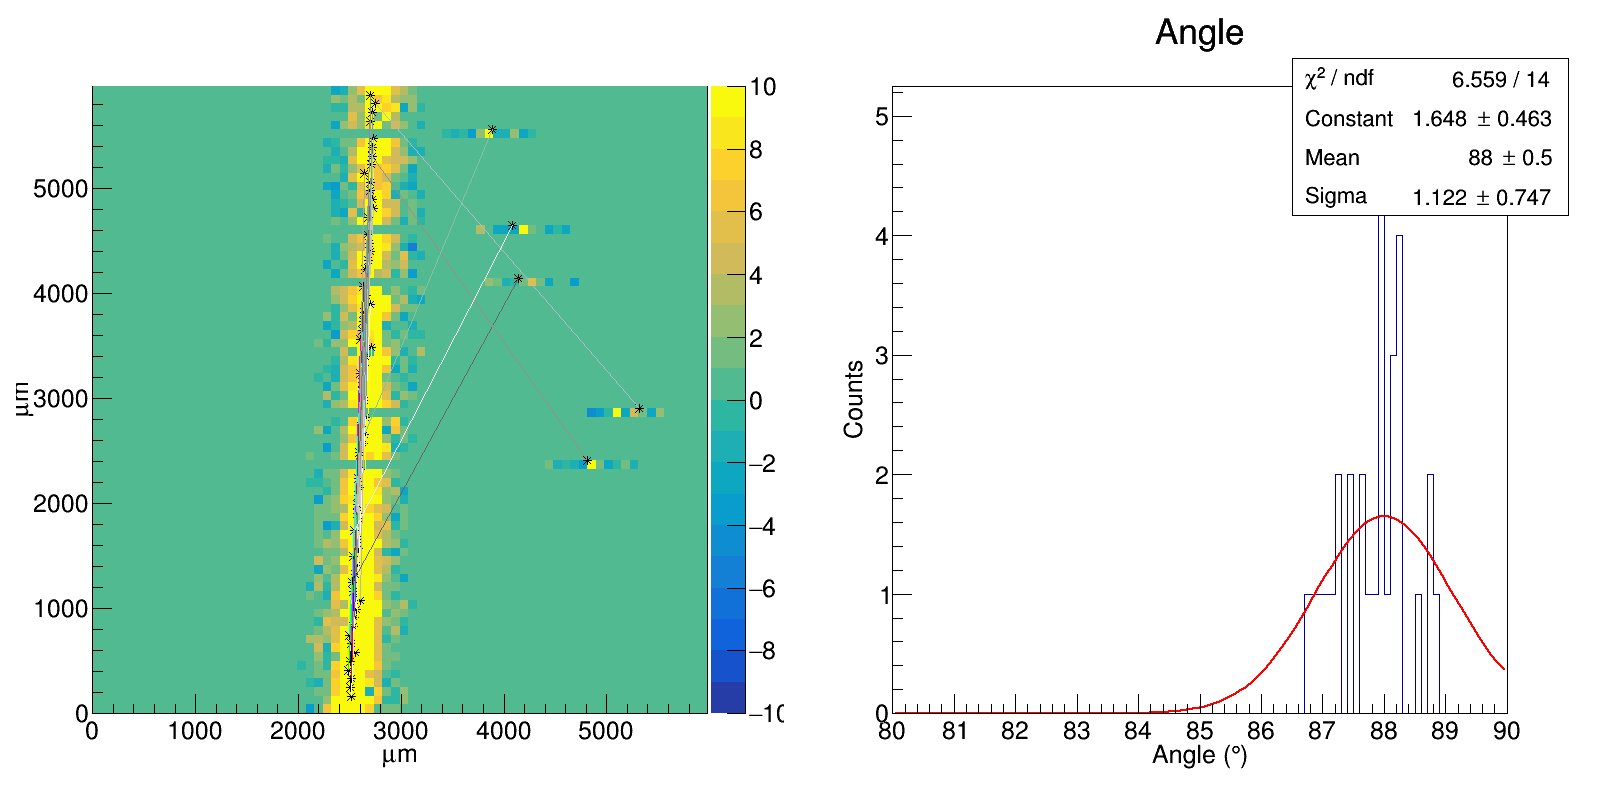 Angle
χ² / ndf 6.559 / 14
Constant 1.648 ± 0.463
Mean 88 ± 0.5
Sigma 1.122 ± 0.747
μm
5000
4000
3000
2000
1000
0
0 1000 2000 3000 4000 5000
μm
10
8
6
4
2
0
−2
−4
−6
−8
−10
Counts
5
4
3
2
1
0
80 81 82 83 84 85 86 87 88 89 90
Angle (°)